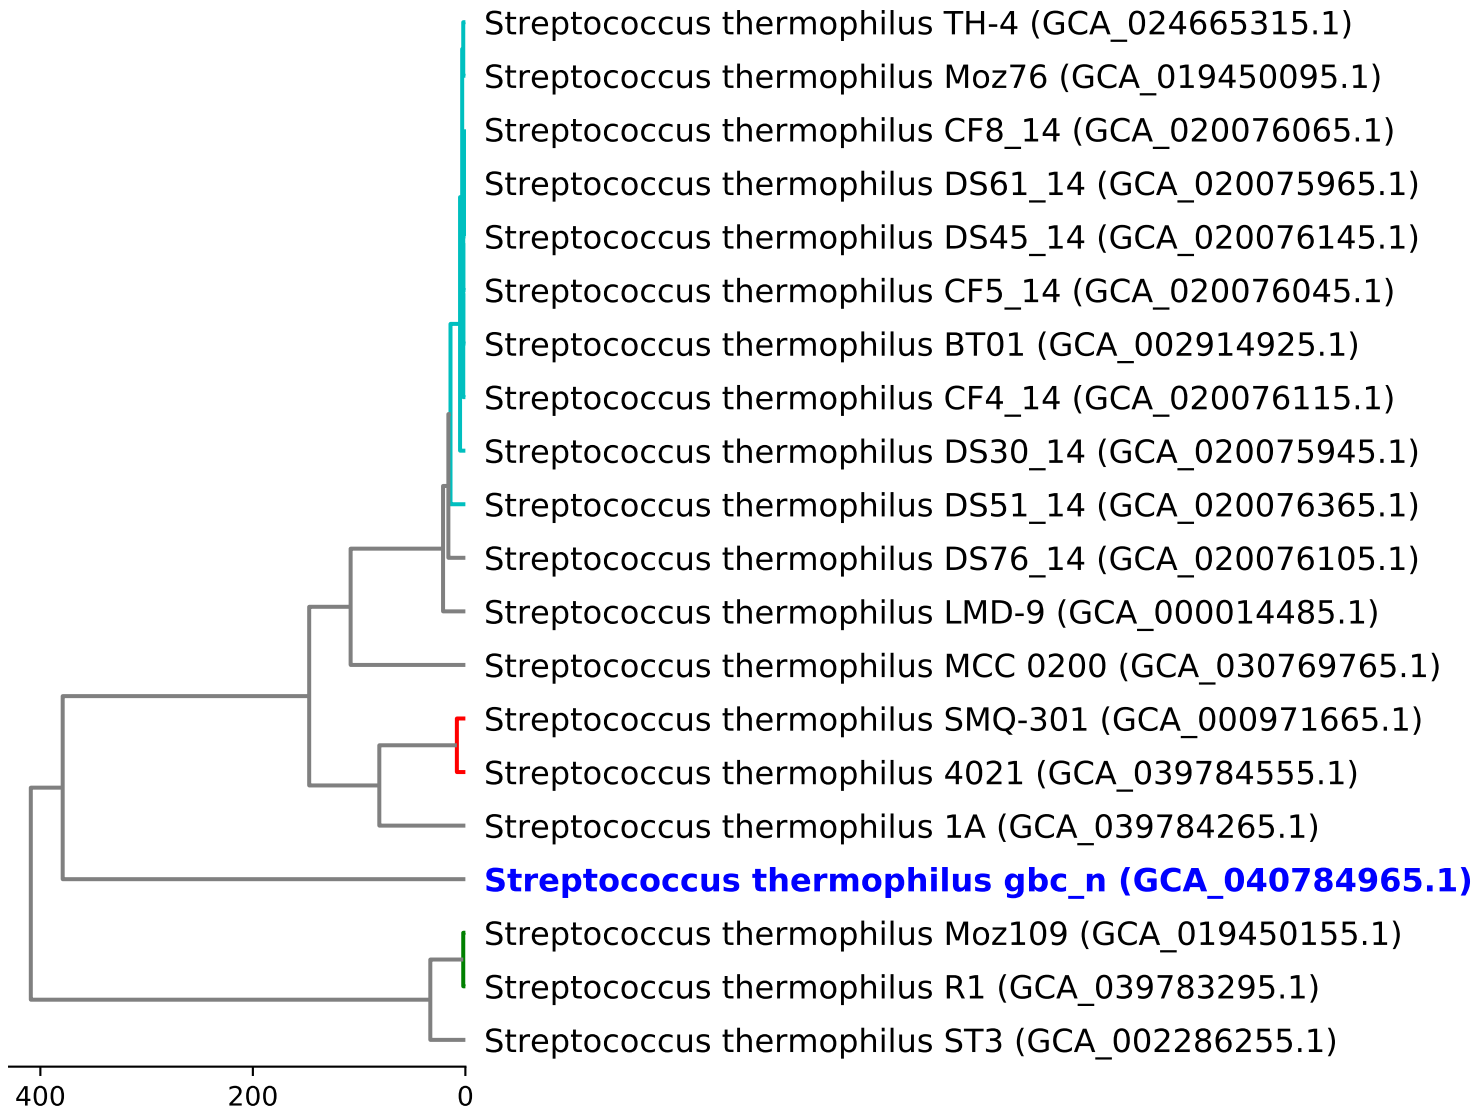 Streptococcus thermophilus TH-4 (GCA_024665315.1)
Streptococcus thermophilus Moz76 (GCA_019450095.1)
Streptococcus thermophilus CF8_14 (GCA_020076065.1)
Streptococcus thermophilus DS61_14 (GCA_020075965.1)
Streptococcus thermophilus DS45_14 (GCA_020076145.1)
Streptococcus thermophilus CF5_14 (GCA_020076045.1)
Streptococcus thermophilus BT01 (GCA_002914925.1)
Streptococcus thermophilus CF4_14 (GCA_020076115.1)
Streptococcus thermophilus DS30_14 (GCA_020075945.1)
Streptococcus thermophilus DS51_14 (GCA_020076365.1)
Streptococcus thermophilus DS76_14 (GCA_020076105.1)
Streptococcus thermophilus LMD-9 (GCA_000014485.1)
Streptococcus thermophilus MCC 0200 (GCA_030769765.1)
Streptococcus thermophilus SMQ-301 (GCA_000971665.1)
Streptococcus thermophilus 4021 (GCA_039784555.1)
Streptococcus thermophilus 1A (GCA_039784265.1)
Streptococcus thermophilus gbc_n (GCA_040784965.1)
Streptococcus thermophilus Moz109 (GCA_019450155.1)
Streptococcus thermophilus R1 (GCA_039783295.1)
Streptococcus thermophilus ST3 (GCA_002286255.1)
400 200 0